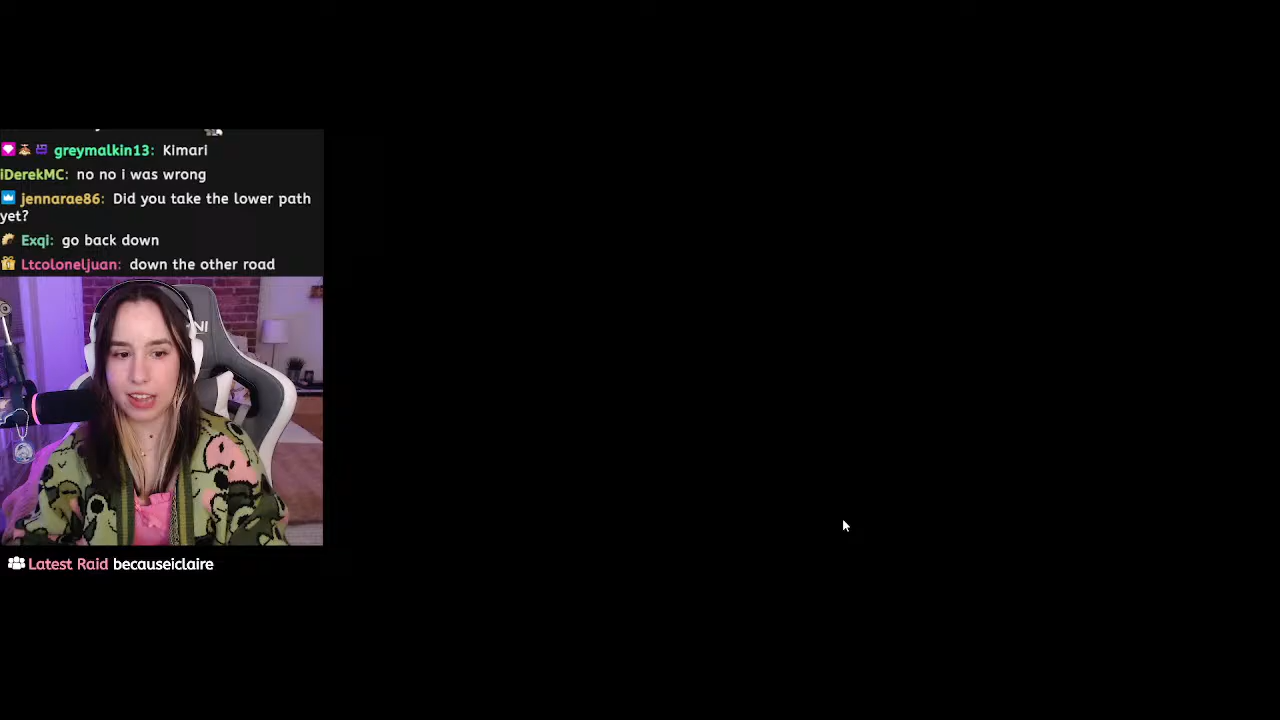 greymalkin13: Kimari
iDerekMC: no no i was wrong
jennarae86: Did you take the lower path
yet?
Exqi: go back down
Ltcoloneljuan: down the other road
NI
Latest Raid becauseiclaire